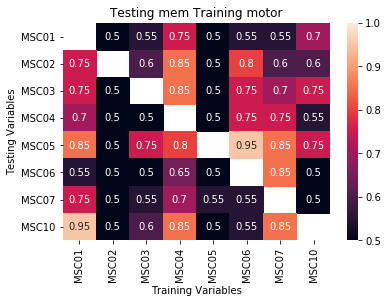 Testing mem Training motor
MSC01 0.5 0.55 0.75 0.5 0.55 0.55 0.7
MSC02 0.75 0.5 0.6 0.85 0.5 0.8 0.6 0.6
MSC03 0.75 0.5 0.85 0.5 0.75 0.7 0.75
MSC04 0.7 0.5 0.5 0.5 0.75 0.75 0.55
MSC05 0.85 0.5 0.75 0.8 0.95 0.85 0.75
MSC06 0.55 0.5 0.5 0.65 0.5 0.85 0.5
MSC07 0.75 0.5 0.55 0.7 0.55 0.55 0.5
MSC10 0.95 0.5 0.6 0.85 0.5 0.55 0.85
MSC01 MSC02 MSC03 MSC04 MSC05 MSC06 MSC07 MSC10
Training Variables
Testing Variables
1.0
0.9
0.8
0.7
0.6
0.5